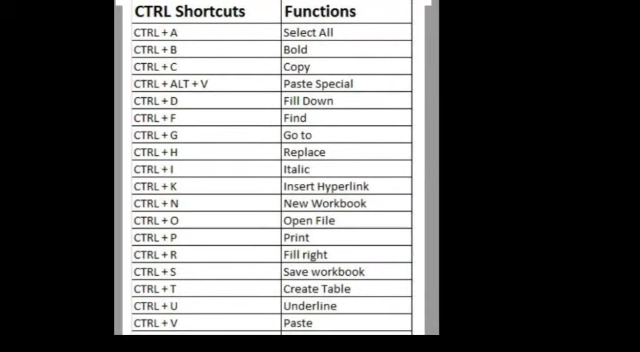 CTRL Shortcuts Functions
CTRL + A Select All
CTRL + B Bold
CTRL + C Copy
CTRL + ALT + V Paste Special
CTRL + D Fill Down
CTRL + F Find
CTRL + G Go to
CTRL + H Replace
CTRL + I Italic
CTRL + K Insert Hyperlink
CTRL + N New Workbook
CTRL + O Open File
CTRL + P Print
CTRL + R Fill right
CTRL + S Save workbook
CTRL + T Create Table
CTRL + U Underline
CTRL + V Paste